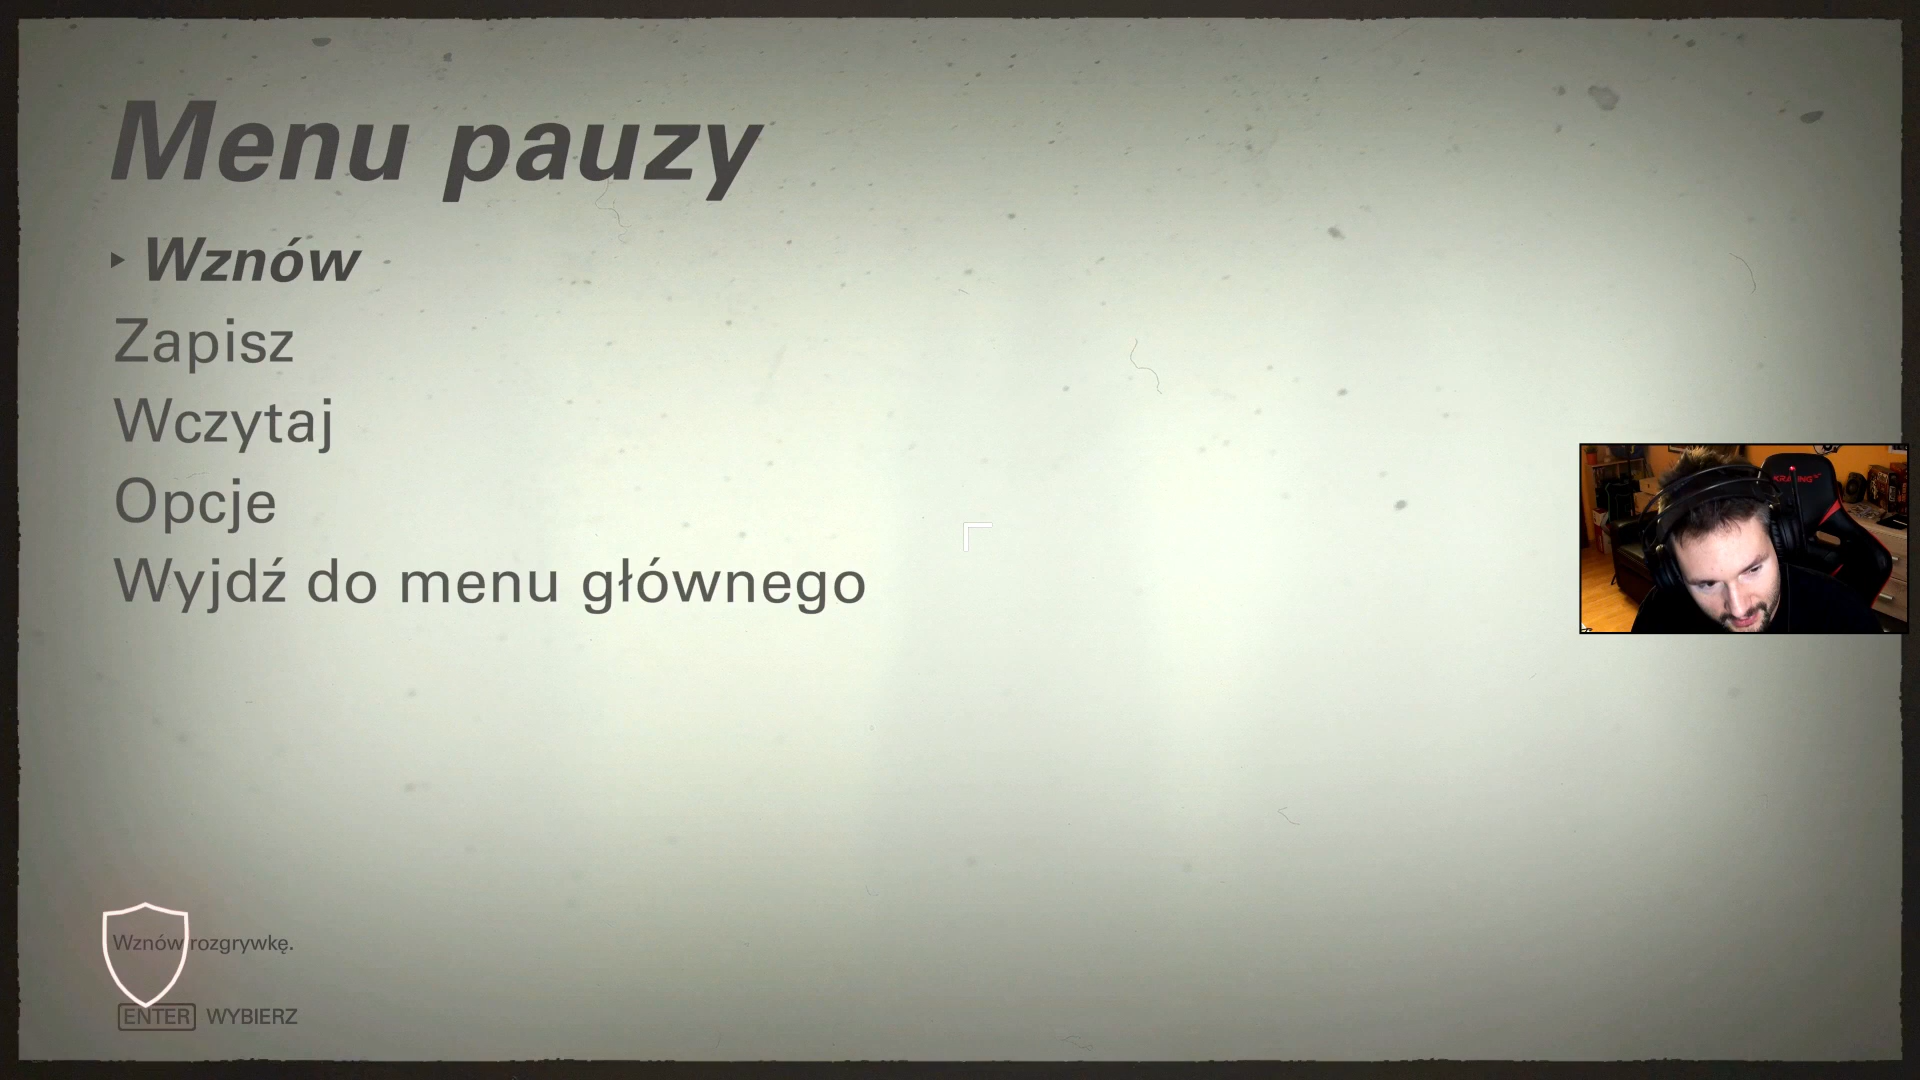 Menu pauzy
Wznów
Zapisz
Wczytaj
Opcje
Wyjdź do menu głównego
Wznów rozgrywkę.
ENTER WYBIERZ